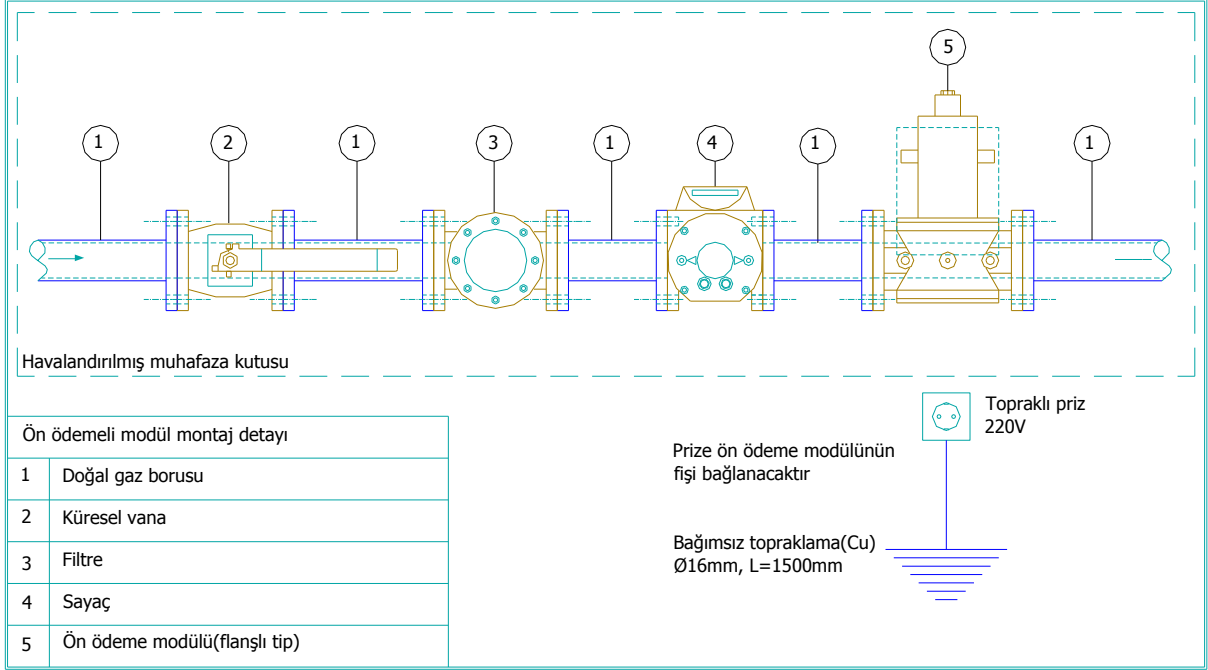 5
1
2
1
3
1
4
1
1
Havalandırılmış muhafaza kutusu
Ön ödemeli modül montaj detayı
1 Doğal gaz borusu
2 Küresel vana
3 Filtre
4 Sayaç
5 Ön ödeme modülü(flanşlı tip)
Topraklı priz
220V
Prize ön ödeme modülünün
fişi bağlanacaktır
Bağımsız topraklama(Cu)
Ø16mm, L=1500mm